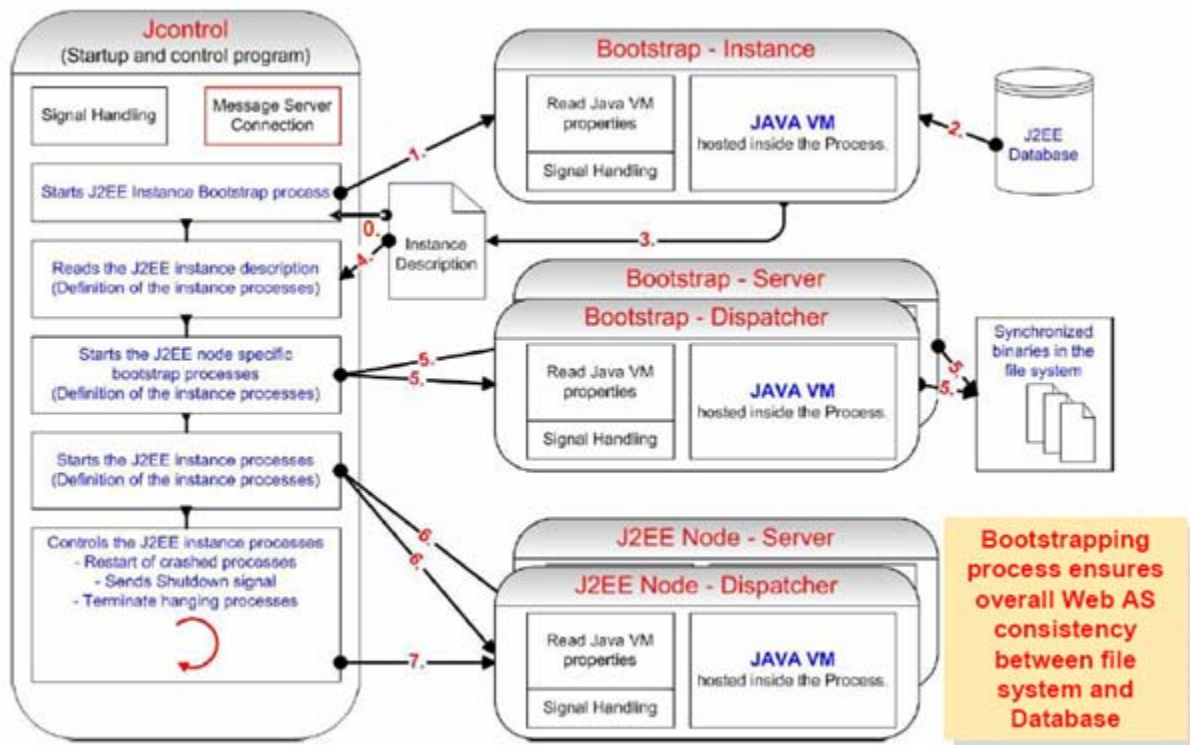 Jcontrol
(Startup and control program)
Signal Handling
Message Server
Connection
Starts J2EE Instance Bootstrap process
Reads the J2EE instance description
(Definition of the instance processes)
Starts the J2EE node specific
bootstrap processes
(Definition of the instance processes)
Starts the J2EE instance processes
(Definition of the instance processes)
Controls the J2EE instance processes
- Restart of crashed processes
- Sends Shutdown signal
- Terminate hanging processes
1.
0.
4.
Instance
Description
3.
5.
5.
6.
6.
7.
Bootstrap - Instance
Read Java VM
properties
Signal Handling
JAVA VM
hosted inside the Process.
2.
J2EE
Database
Bootstrap - Server
Bootstrap - Dispatcher
Read Java VM
properties
Signal Handling
JAVA VM
hosted inside the Process.
5.
5.
Synchronized
binaries in the
file system
J2EE Node - Server
J2EE Node - Dispatcher
Read Java VM
properties
Signal Handling
JAVA VM
hosted inside the Process.
Bootstrapping
process ensures
overall Web AS
consistency
between file
system and
Database